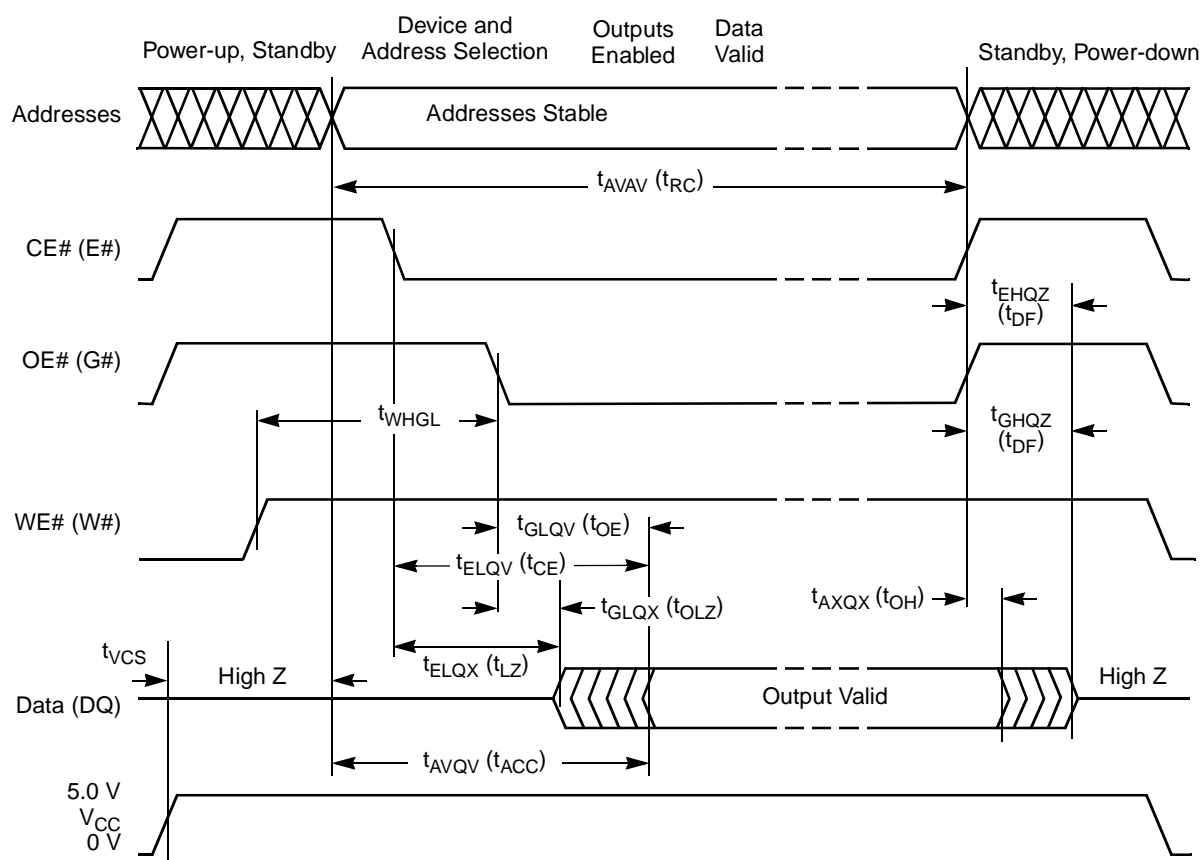 Power-up, Standby
Device and
Address Selection
Outputs
Enabled
Data
Valid
Standby, Power-down
Addresses
Addresses Stable
tAVAV (tRC)
CE# (E#)
tEHQZ
(tDF)
OE# (G#)
tWHGL
tGHQZ
(tDF)
WE# (W#)
tGLQV (tOE)
tELQV (tCE)
tGLQX (tOLZ)
tAXQX (tOH)
tVCS
High Z
tELQX (tLZ)
Data (DQ)
Output Valid
High Z
tAVQV (tACC)
5.0 V
VCC
0 V